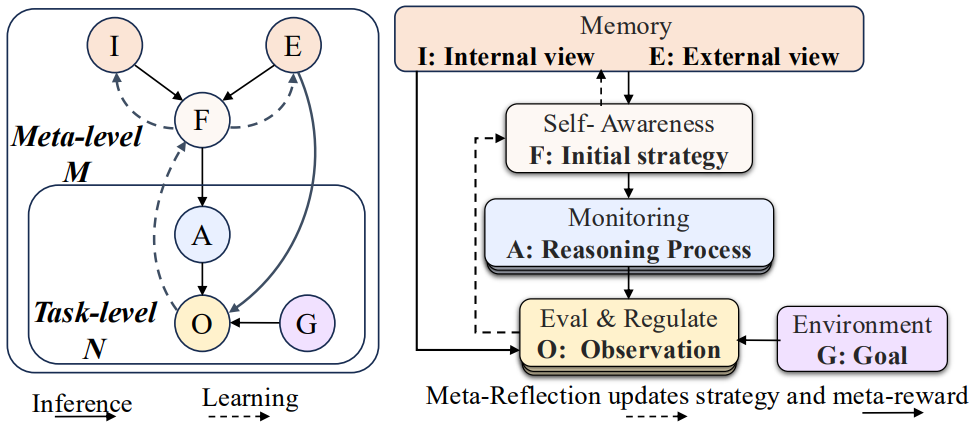 I
E
F
Meta-level
M
A
Task-level
N
O
G
Inference
Learning
Memory
I: Internal view
E: External view
Self- Awareness
F: Initial strategy
Monitoring
A: Reasoning Process
Eval & Regulate
O: Observation
Environment
G: Goal
Meta-Reflection updates strategy and meta-reward